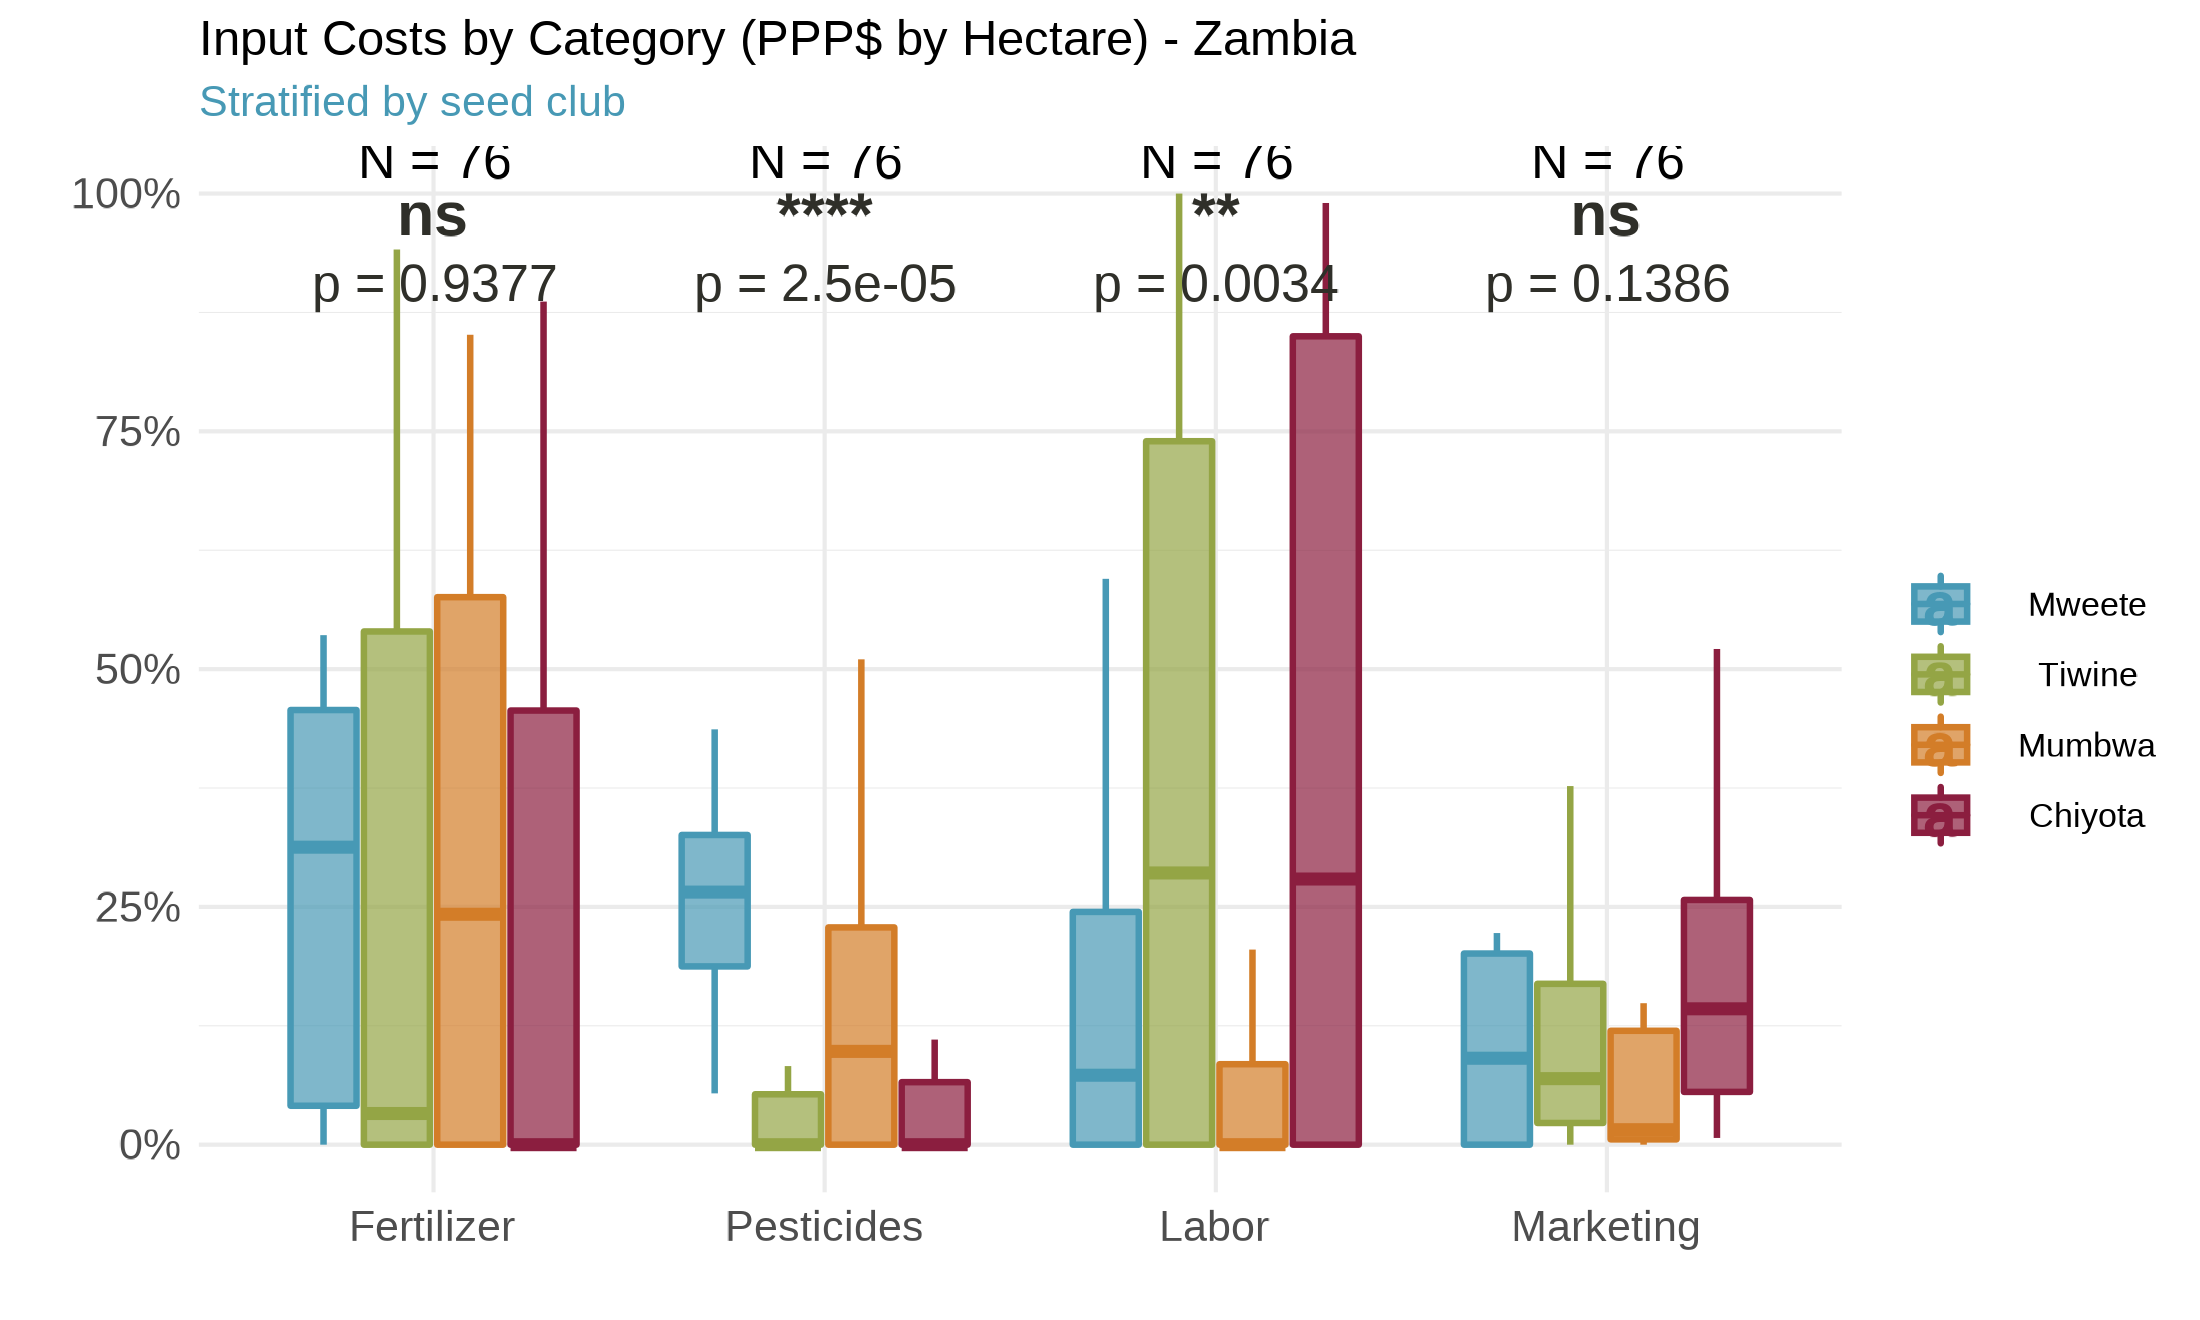 Input Costs by Category (PPP$ by Hectare) - Zambia
Stratified by seed club
N = 76 N = 76 N = 76 N = 76
ns **** ** ns
p = 0.9377 p = 2.5e-05 p = 0.0034 p = 0.1386
100%
75%
50%
25%
0%
Fertilizer Pesticides Labor Marketing
a Mweete
a Tiwine
a Mumbwa
a Chiyota